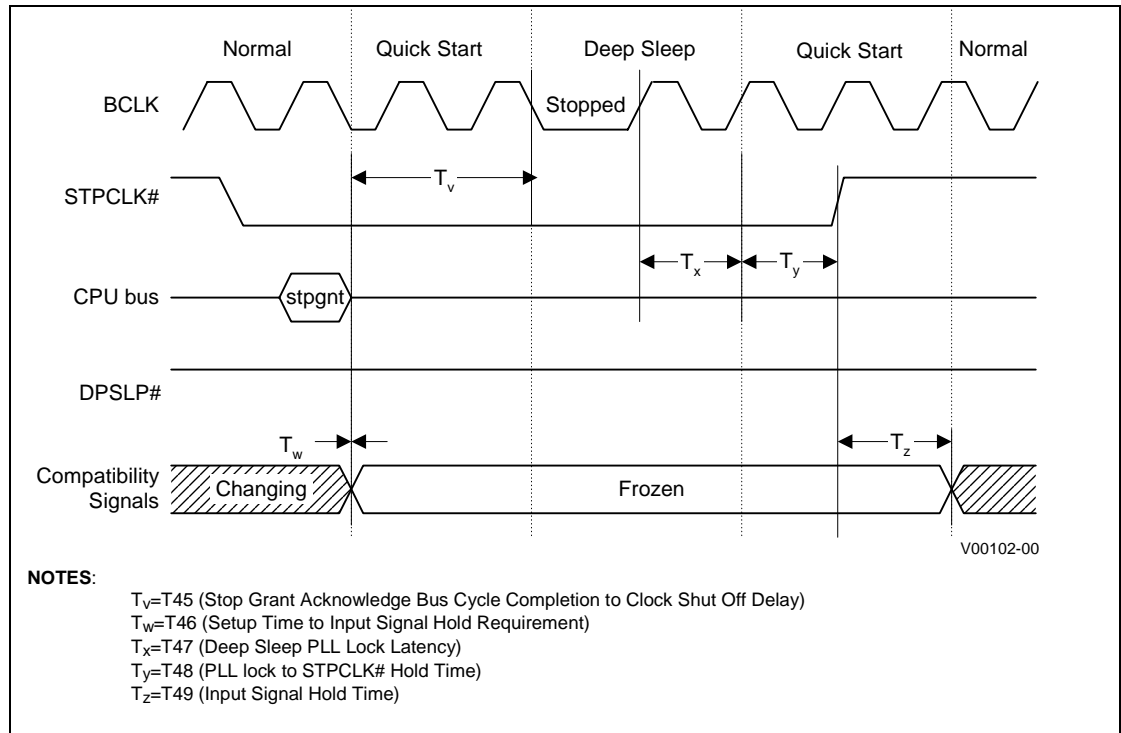 Normal Quick Start Deep Sleep Quick Start Normal
BCLK Stopped
STPCLK# Tv
Tx Ty
CPU bus stpgnt
DPSLP#
Tw Tz
Compatibility Signals Changing Frozen
V00102-00
NOTES:
Tv=T45 (Stop Grant Acknowledge Bus Cycle Completion to Clock Shut Off Delay)
Tw=T46 (Setup Time to Input Signal Hold Requirement)
Tx=T47 (Deep Sleep PLL Lock Latency)
Ty=T48 (PLL lock to STPCLK# Hold Time)
Tz=T49 (Input Signal Hold Time)